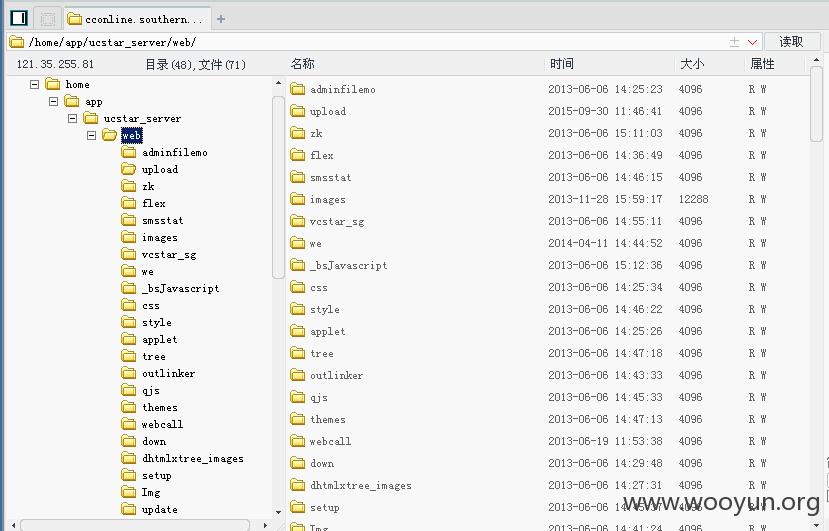 cconline.southern...
/home/app/ucstar_server/web/ 读取
121.35.255.81 目录(48),文件(71) 名称 时间 大小 属性
home
app
ucstar_server
web
adminfilemo
upload
zk
flex
smsstat
images
vcstar_sg
we
_bsJavascript
css
style
applet
tree
outlinker
qjs
themes
webcall
down
dhtmlxtree_images
setup
Img
update
adminfilemo 2013-06-06 14:25:23 4096 R W
upload 2015-09-30 11:46:41 4096 R W
zk 2013-06-06 15:11:03 4096 R W
flex 2013-06-06 14:36:49 4096 R W
smsstat 2013-06-06 14:46:15 4096 R W
images 2013-11-28 15:59:17 12288 R W
vcstar_sg 2013-06-06 14:55:11 4096 R W
we 2014-04-11 14:44:52 4096 R W
_bsJavascript 2013-06-06 15:12:36 4096 R W
css 2013-06-06 14:25:34 4096 R W
style 2013-06-06 14:46:22 4096 R W
applet 2013-06-06 14:25:26 4096 R W
tree 2013-06-06 14:47:18 4096 R W
outlinker 2013-06-06 14:43:33 4096 R W
qjs 2013-06-06 14:45:33 4096 R W
themes 2013-06-06 14:47:13 4096 R W
webcall 2013-06-19 11:53:38 4096 R W
down 2013-06-06 14:29:48 4096 R W
dhtmlxtree_images 2013-06-06 14:27:31 4096 R W
setup 2013-06-06 4096 R W
Img 2013-06-06 14:41:24 4096 R W
www.wooyun.org